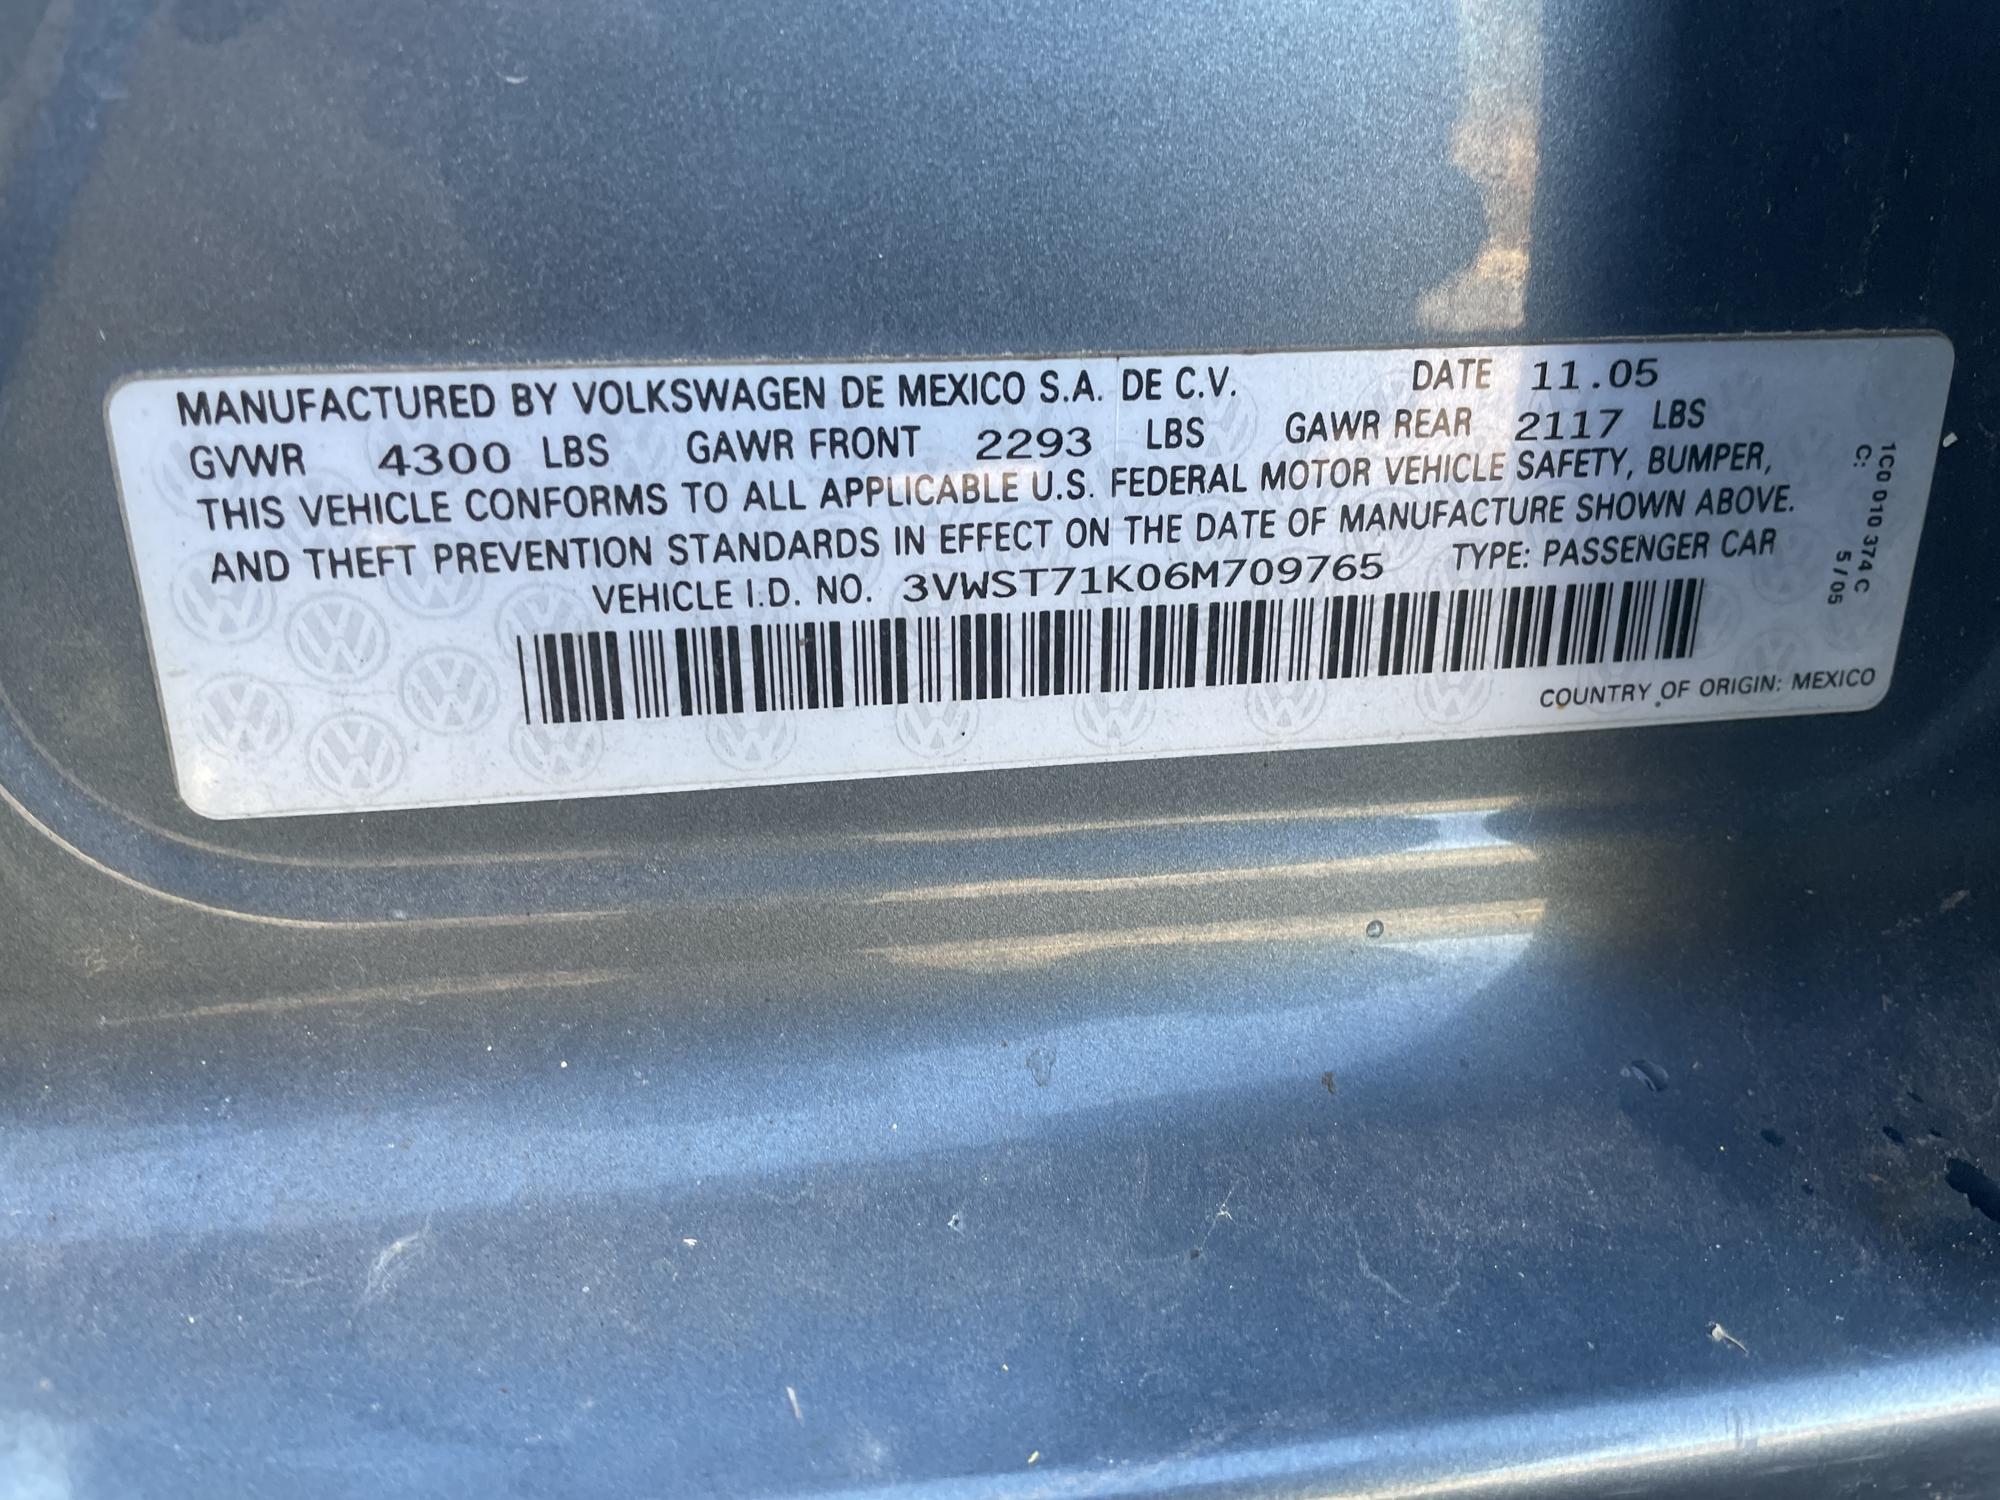 MANUFACTURED BY VOLKSWAGEN DE MEXICO S.A. DE C.V. DATE 11.05
GVWR 4300 LBS GAWR FRONT 2293 LBS GAWR REAR 2117 LBS
THIS VEHICLE CONFORMS TO ALL APPLICABLE U.S. FEDERAL MOTOR VEHICLE SAFETY, BUMPER,
AND THEFT PREVENTION STANDARDS IN EFFECT ON THE DATE OF MANUFACTURE SHOWN ABOVE.
VEHICLE I.D. NO. 3VWST71K06M709765 TYPE: PASSENGER CAR
COUNTRY OF ORIGIN: MEXICO
1C0 010 374 C
C: 5/05